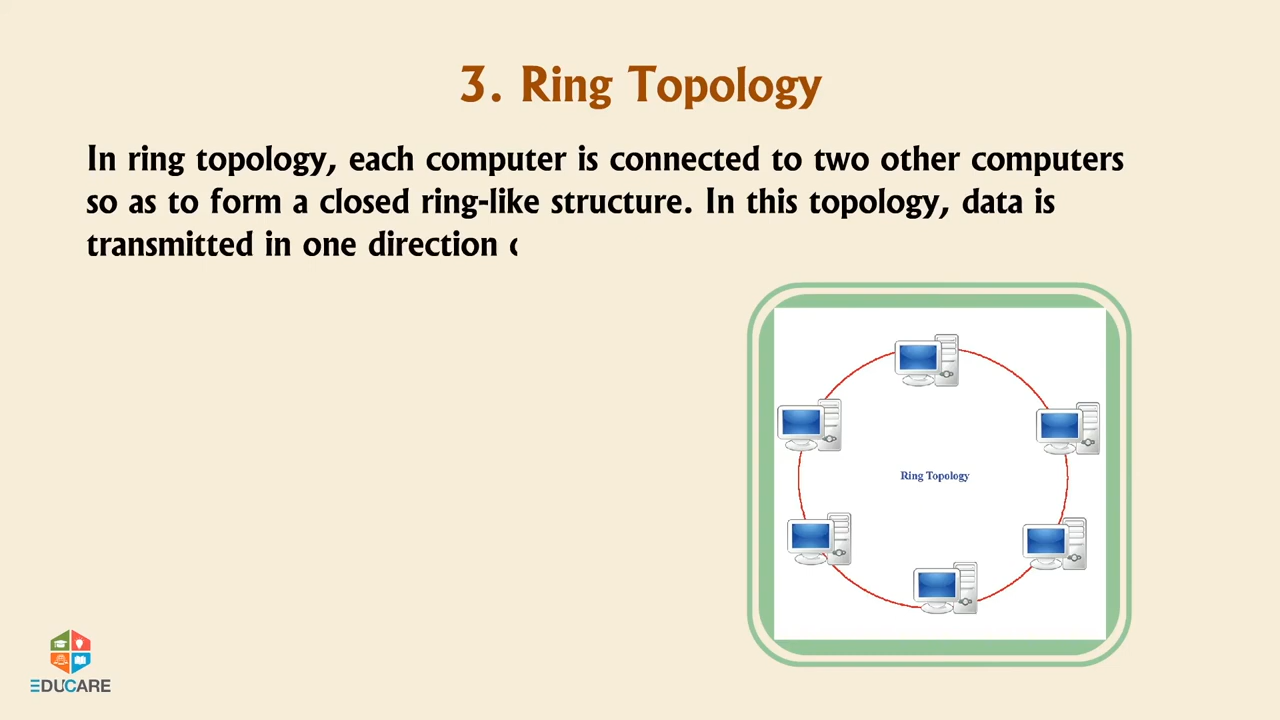 3. Ring Topology
In ring topology, each computer is connected to two other computers
so as to form a closed ring-like structure. In this topology, data is
transmitted in one direction
Ring Topology
EDUCARE